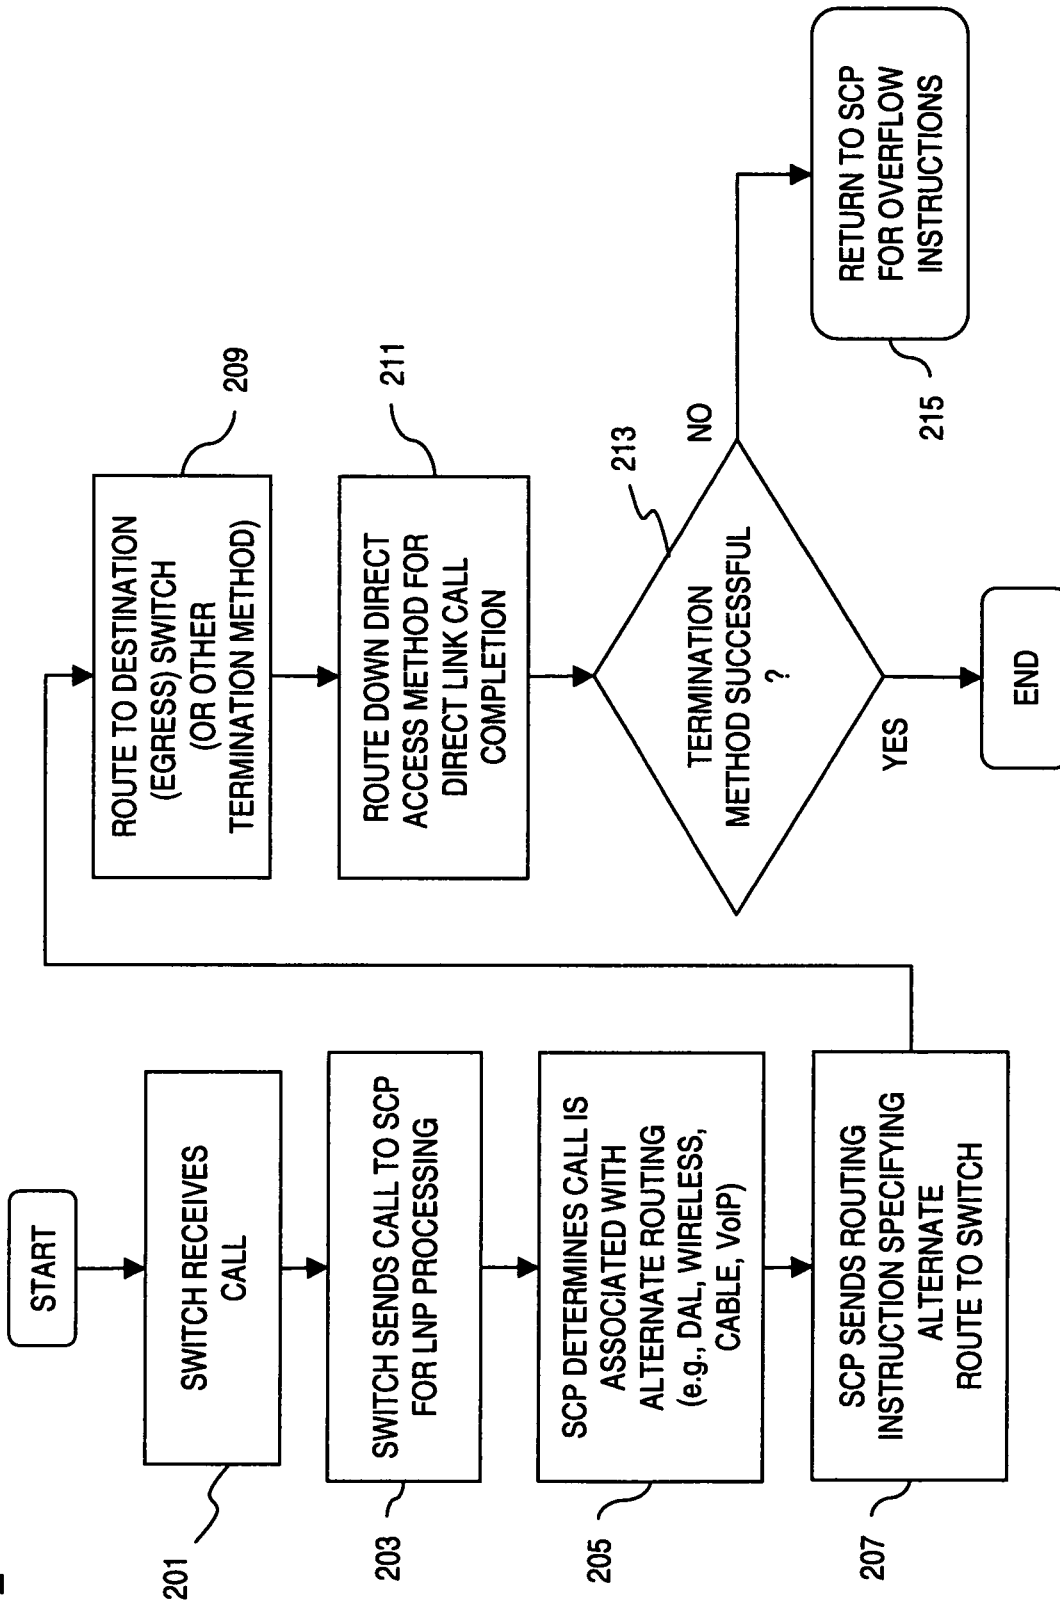 START
SWITCH RECEIVES
CALL
201
SWITCH SENDS CALL TO SCP
FOR LNP PROCESSING
203
SCP DETERMINES CALL IS
ASSOCIATED WITH
ALTERNATE ROUTING
(e.g., DAL, WIRELESS,
CABLE, VoIP)
205
SCP SENDS ROUTING
INSTRUCTION SPECIFYING
ALTERNATE
ROUTE TO SWITCH
207
ROUTE TO DESTINATION
(EGRESS) SWITCH
(OR OTHER
TERMINATION METHOD)
209
ROUTE DOWN DIRECT
ACCESS METHOD FOR
DIRECT LINK CALL
COMPLETION
211
TERMINATION
METHOD SUCCESSFUL
?
213
NO
YES
RETURN TO SCP
FOR OVERFLOW
INSTRUCTIONS
215
END